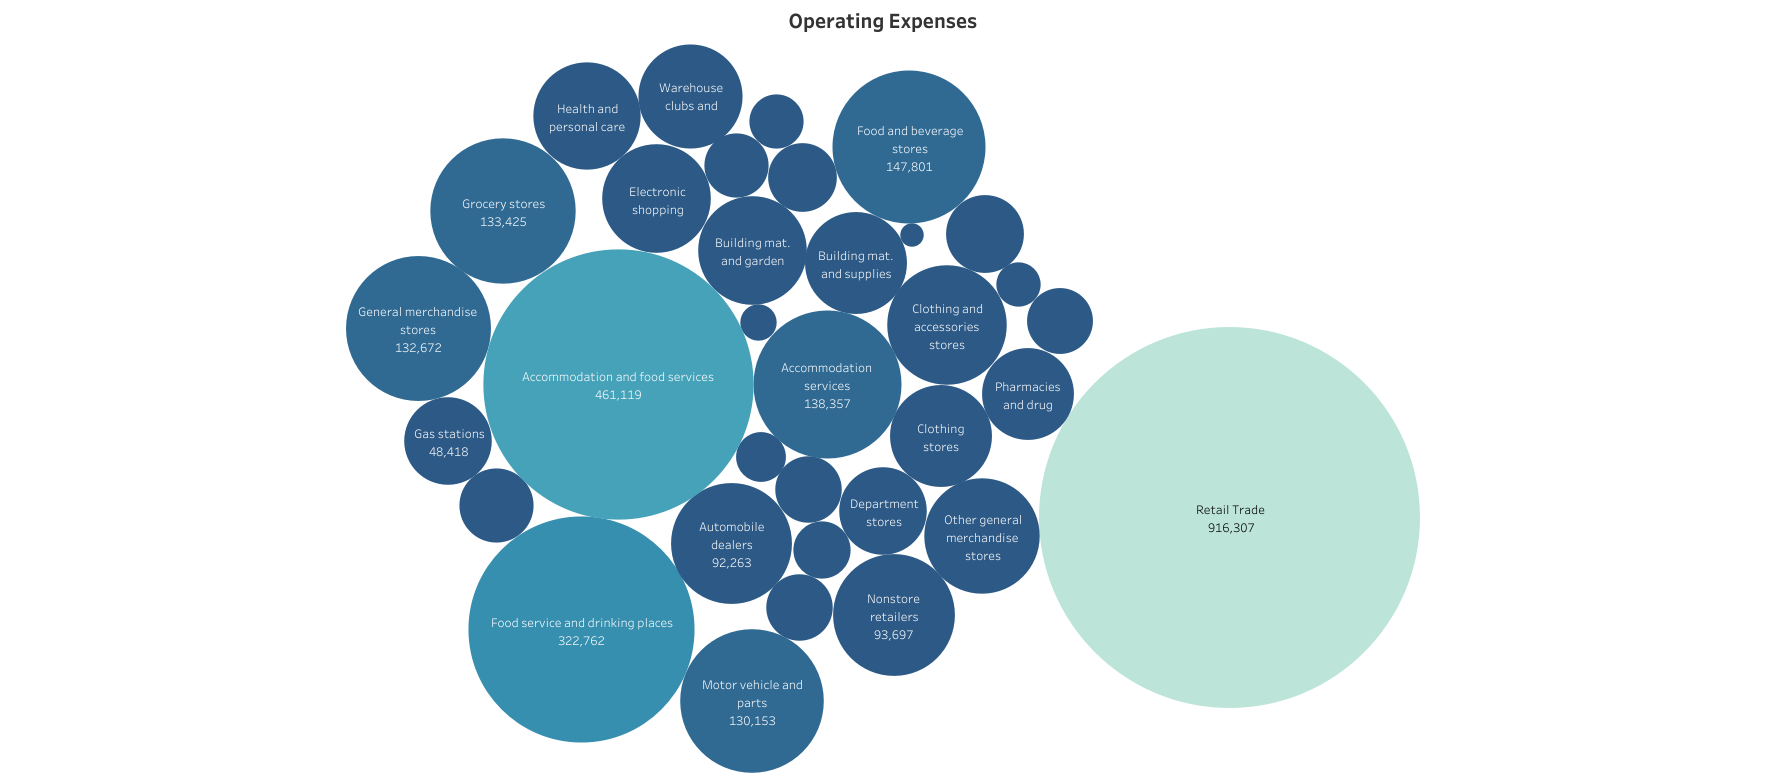 Operating Expenses
Warehouse
clubs and
Health and
personal care
Food and beverage
stores
147,801
Electronic
shopping
Grocery stores
133,425
Building mat.
and garden
Building mat.
and supplies
General merchandise
stores
132,672
Clothing and
accessories
stores
Accommodation and food services
461,119
Accommodation
services
138,357
Pharmacies
and drug
Gas stations
48,418
Clothing
stores
Department
stores
Other general
merchandise
stores
Retail Trade
916,307
Automobile
dealers
92,263
Nonstore
retailers
93,697
Food service and drinking places
322,762
Motor vehicle and
parts
130,153